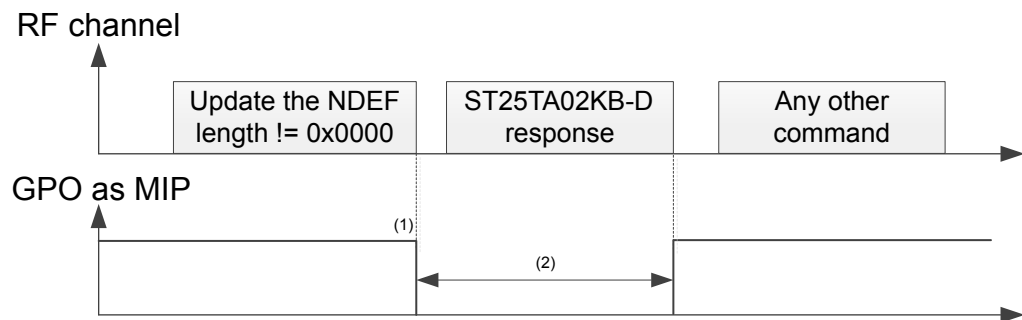 RF channel
Update the NDEF
length != 0x0000
ST25TA02KB-D
response
Any other
command
GPO as MIP
(1)
(2)